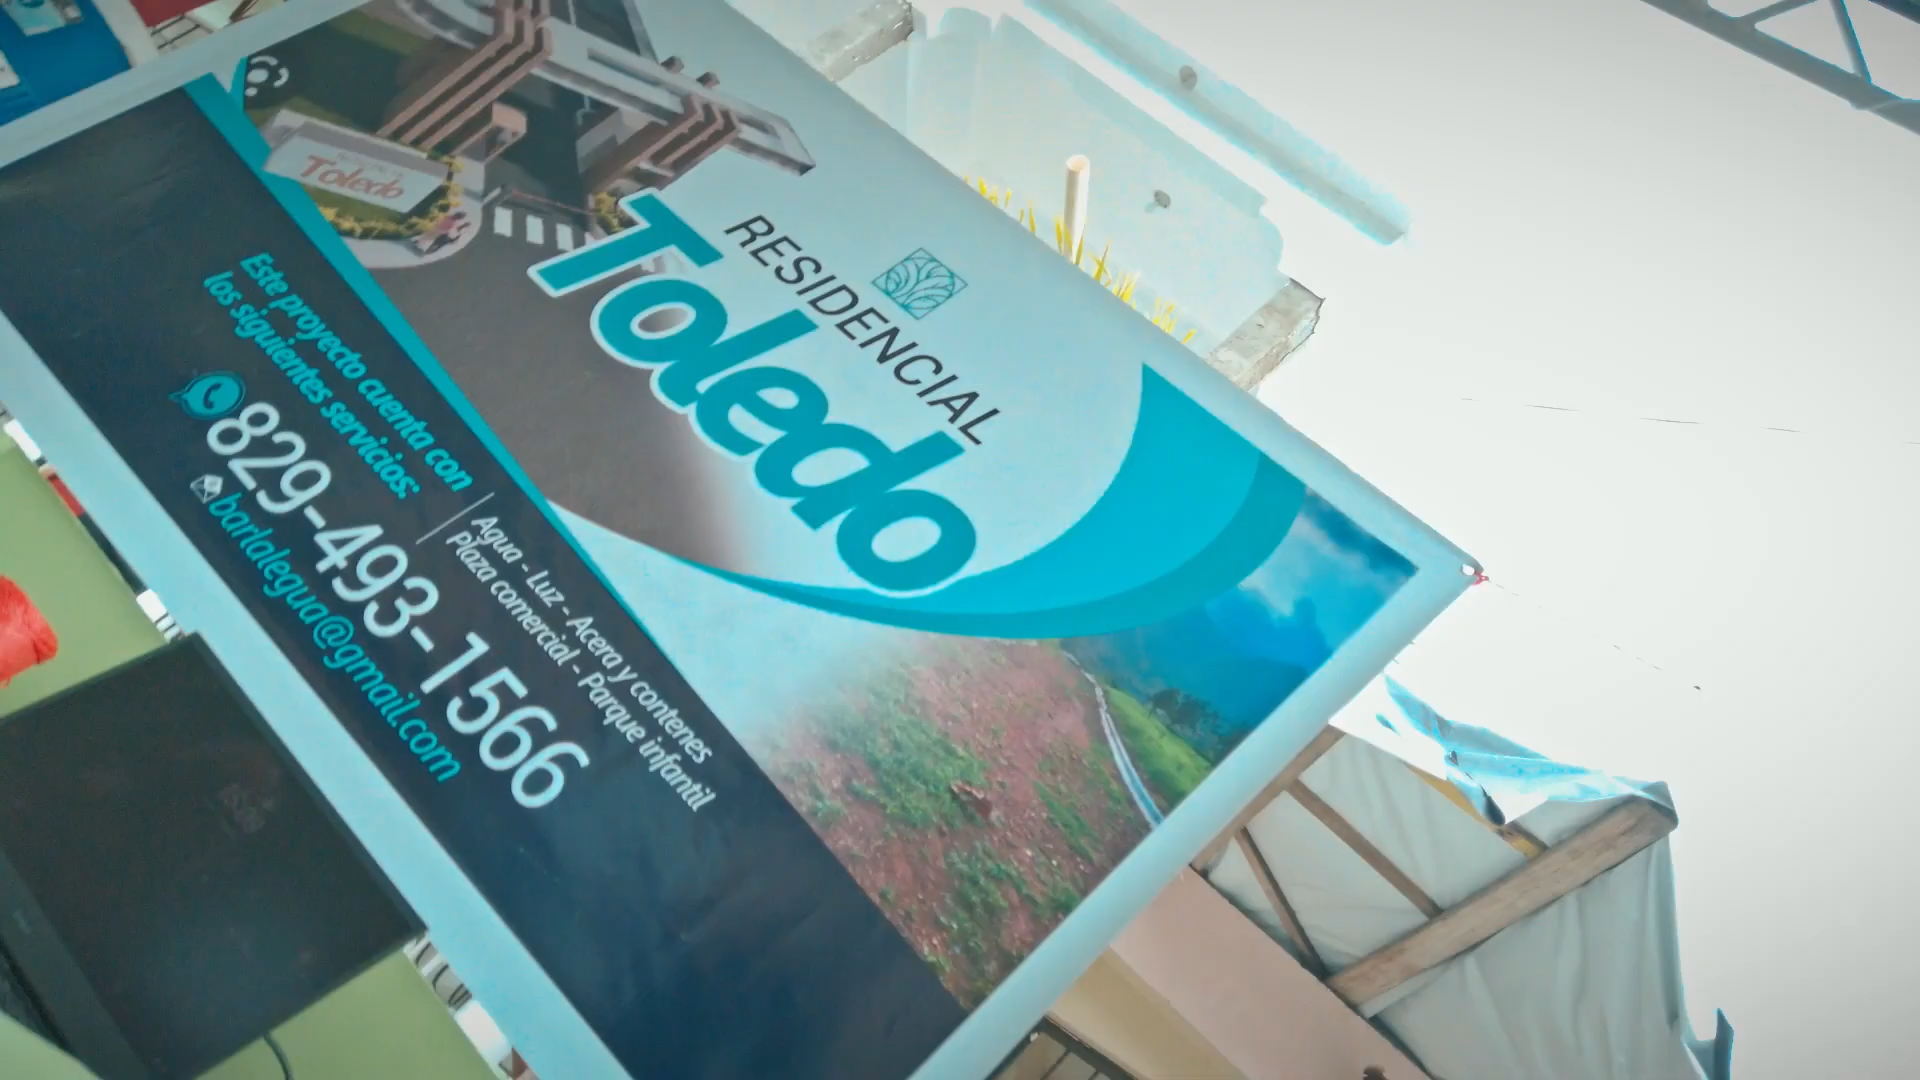 Toledo
RESIDENCIAL
Toledo
Este proyecto cuenta con
los siguientes servicios:
Agua - Luz - Acera y contenes
Plaza comercial - Parque infantil
829-493-1566
barlalegua@gmail.com